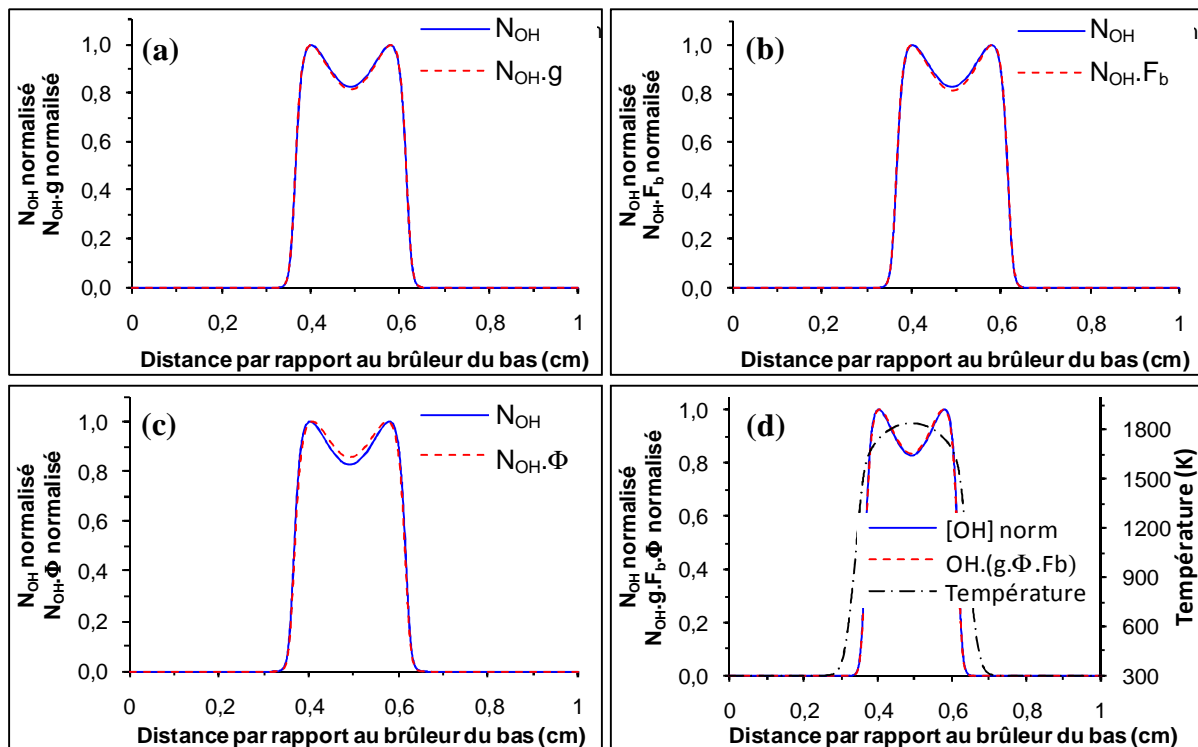 (a)
N_OH
N_OH.g
N_OH normalisé
N_OH.g normalisé
1,0
0,8
0,6
0,4
0,2
0,0
0 0,2 0,4 0,6 0,8 1
Distance par rapport au brûleur du bas (cm)
(b)
N_OH
N_OH.F_b
N_OH normalisé
N_OH.F_b normailsé
1,0
0,8
0,6
0,4
0,2
0,0
0 0,2 0,4 0,6 0,8 1
Distance par rapport au brûleur du bas (cm)
(c)
N_OH
N_OH.Φ
N_OH normalisé
N_OH.Φ normalisé
1,0
0,8
0,6
0,4
0,2
0,0
0 0,2 0,4 0,6 0,8 1
Distance par rapport au brûleur du bas (cm)
(d)
[OH] norm
OH.(g.Φ.Fb)
Température
N_OH normalisé
N_OH.g.F_b.Φ normalisé
1,0
0,8
0,6
0,4
0,2
0,0
0 0,2 0,4 0,6 0,8 1
1800
1500
1200
900
600
300
Température (K)
Distance par rapport au brûleur du bas (cm)